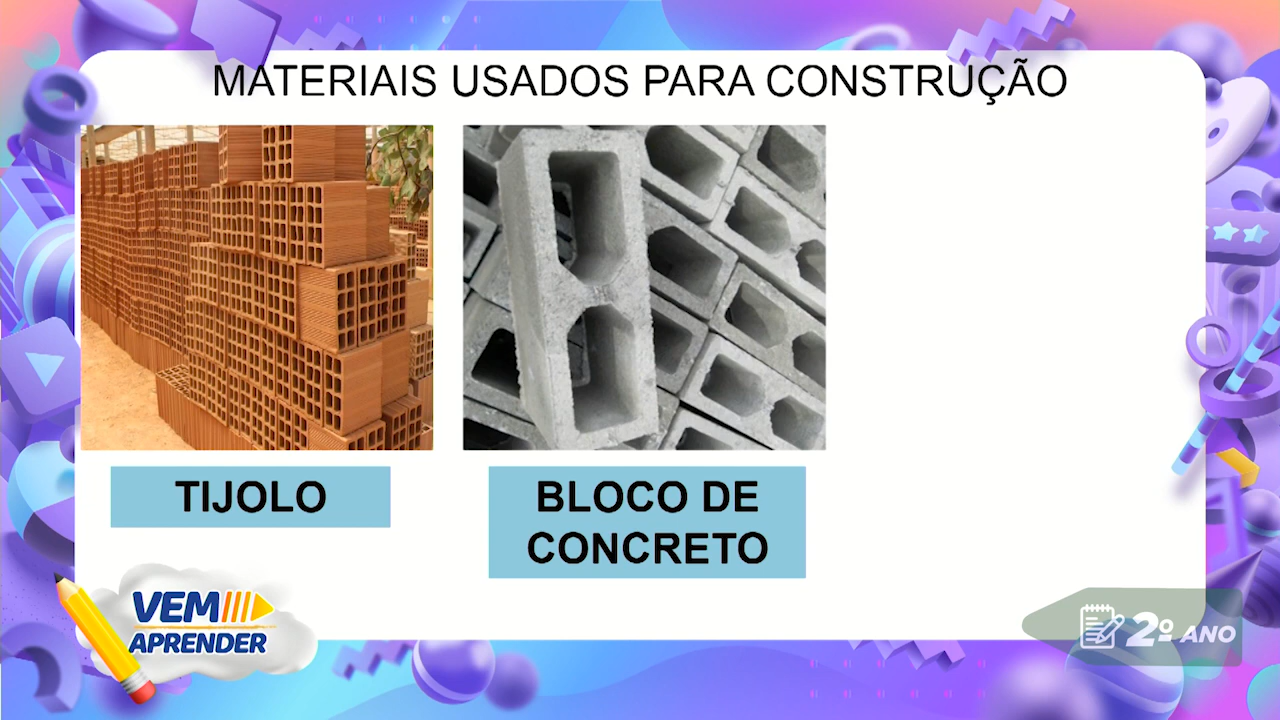 MATERIAIS USADOS PARA CONSTRUÇÃO
TIJOLO
BLOCO DE
CONCRETO
VEM
APRENDER
2º ANO